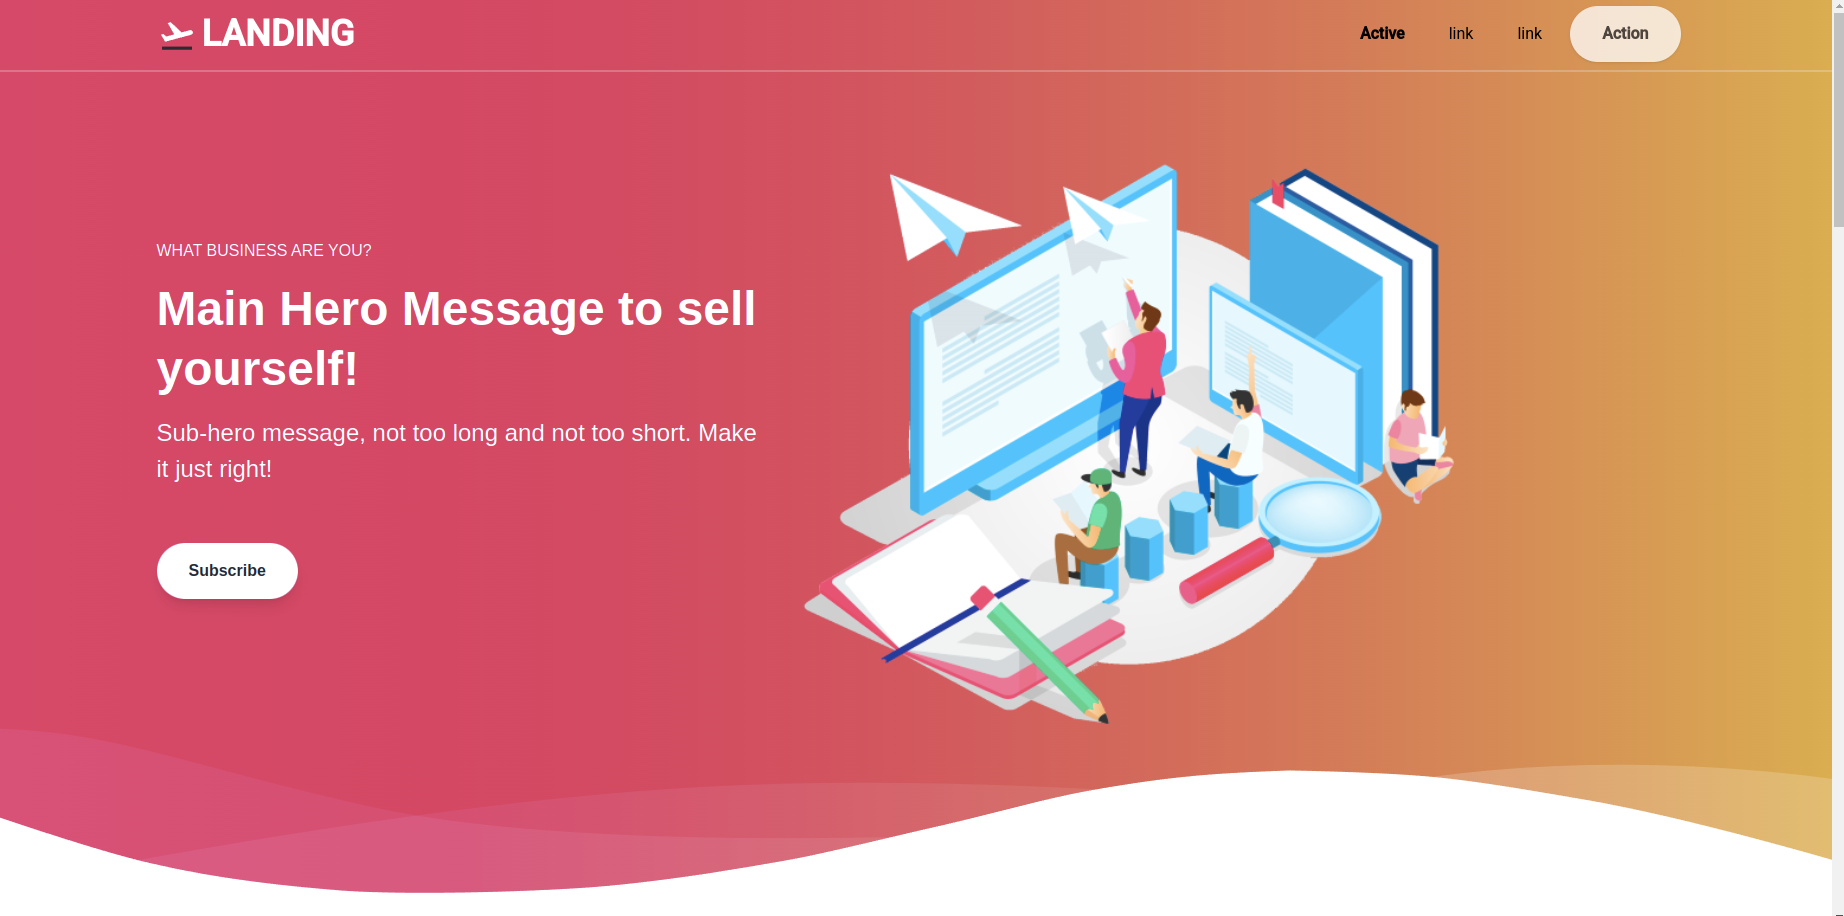 LANDING
Active
link
link
Action
WHAT BUSINESS ARE YOU?
Main Hero Message to sell
yourself!
Sub-hero message, not too long and not too short. Make
it just right!
Subscribe